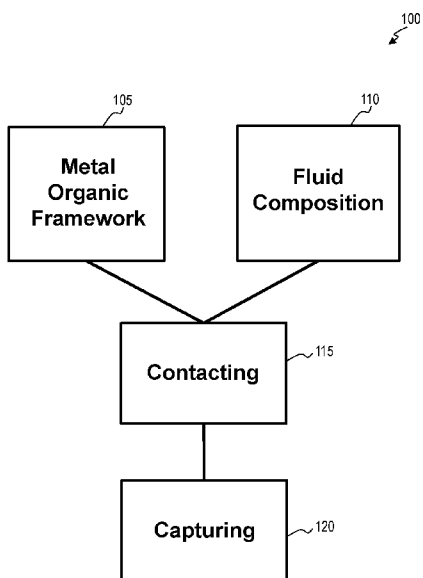 100
105
110
Metal
Organic
Framework
Fluid
Composition
Contacting
115
Capturing
120